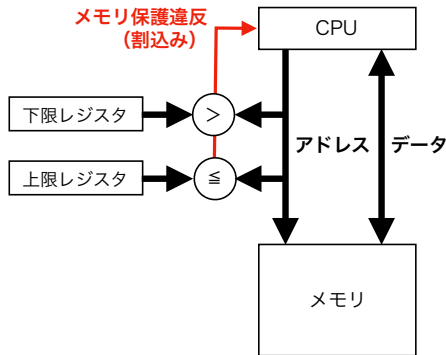 メモリ保護違反
（割込み）
CPU
下限レジスタ
＞
アドレス
データ
上限レジスタ
≦
メモリ